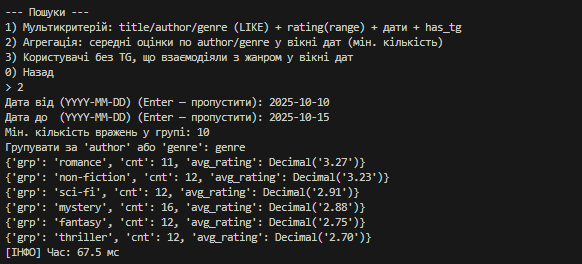 --- Пошуки ---
1) Мультикритерій: title/author/genre (LIKE) + rating(range) + дати + has_tg
2) Агрегація: середні оцінки по author/genre у вікні дат (мін. кількість)
3) Користувачі без TG, що взаємодіяли з жанром у вікні дат
0) Назад
> 2
Дата від (YYYY-MM-DD) (Enter — пропустити): 2025-10-10
Дата до  (YYYY-MM-DD) (Enter — пропустити): 2025-10-15
Мін. кількість вражень у групі: 10
Групувати за 'author' або 'genre': genre
{'grp': 'romance', 'cnt': 11, 'avg_rating': Decimal('3.27')}
{'grp': 'non-fiction', 'cnt': 12, 'avg_rating': Decimal('3.23')}
{'grp': 'sci-fi', 'cnt': 12, 'avg_rating': Decimal('2.91')}
{'grp': 'mystery', 'cnt': 16, 'avg_rating': Decimal('2.88')}
{'grp': 'fantasy', 'cnt': 12, 'avg_rating': Decimal('2.75')}
{'grp': 'thriller', 'cnt': 12, 'avg_rating': Decimal('2.70')}
[ІНФО] Час: 67.5 мс